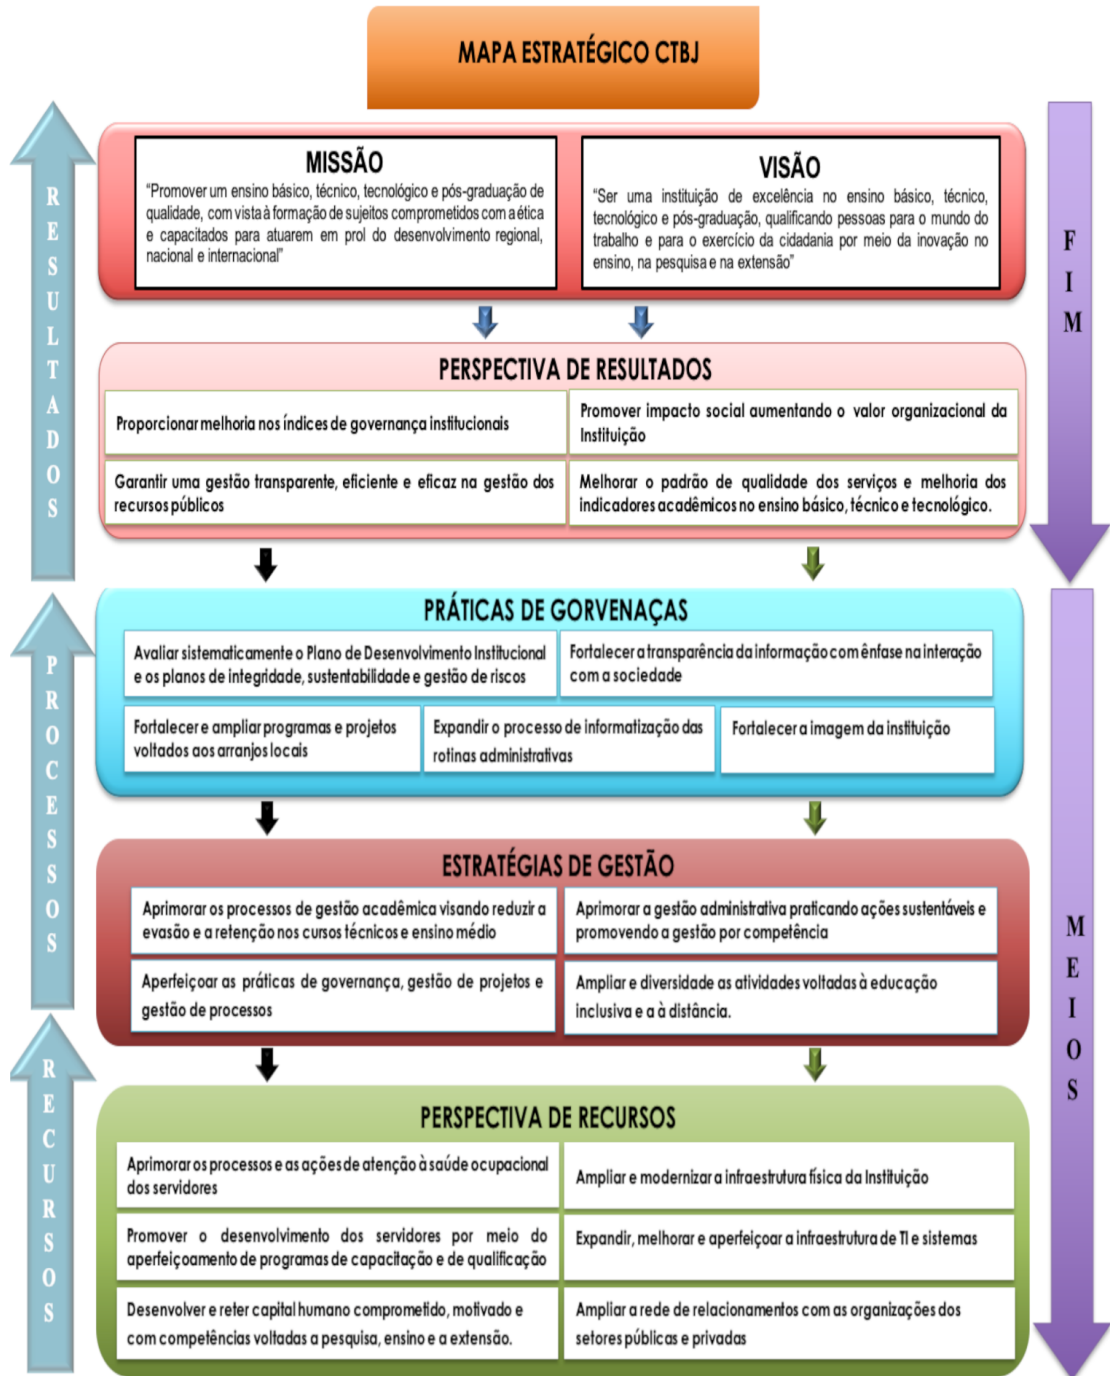 MAPA ESTRATÉGICO CTBJ
RESULTADOS
FIM
MISSÃO
“Promover um ensino básico, técnico, tecnológico e pós-graduação de
qualidade, com vista à formação de sujeitos comprometidos com a ética
e capacitados para atuarem em prol do desenvolvimento regional,
nacional e internacional”
VISÃO
“Ser uma instituição de excelência no ensino básico, técnico,
tecnológico e pós-graduação, qualificando pessoas para o mundo do
trabalho e para o exercício da cidadania por meio da inovação no
ensino, na pesquisa e na extensão”
PERSPECTIVA DE RESULTADOS
Proporcionar melhoria nos índices de governança institucionais
Promover impacto social aumentando o valor organizacional da
Instituição
Garantir uma gestão transparente, eficiente e eficaz na gestão dos
recursos públicos
Melhorar o padrão de qualidade dos serviços e melhoria dos
indicadores acadêmicos no ensino básico, técnico e tecnológico.
PROCESSOS
MEIOS
PRÁTICAS DE GORVENAÇAS
Avaliar sistematicamente o Plano de Desenvolvimento Institucional
e os planos de integridade, sustentabilidade e gestão de riscos
Fortalecer a transparência da informação com ênfase na interação
com a sociedade
Fortalecer e ampliar programas e projetos
voltados aos arranjos locais
Expandir o processo de informatização das
rotinas administrativas
Fortalecer a imagem da instituição
ESTRATÉGIAS DE GESTÃO
Aprimorar os processos de gestão acadêmica visando reduzir a
evasão e a retenção nos cursos técnicos e ensino médio
Aprimorar a gestão administrativa praticando ações sustentáveis e
promovendo a gestão por competência
Aperfeiçoar as práticas de governança, gestão de projetos e
gestão de processos
Ampliar e diversidade as atividades voltadas à educação
inclusiva e a à distância.
RECURSOS
PERSPECTIVA DE RECURSOS
Aprimorar os processos e as ações de atenção à saúde ocupacional
dos servidores
Ampliar e modernizar a infraestrutura física da Instituição
Promover o desenvolvimento dos servidores por meio do
aperfeiçoamento de programas de capacitação e de qualificação
Expandir, melhorar e aperfeiçoar a infraestrutura de TI e sistemas
Desenvolver e reter capital humano comprometido, motivado e
com competências voltadas a pesquisa, ensino e a extensão.
Ampliar a rede de relacionamentos com as organizações dos
setores públicas e privadas